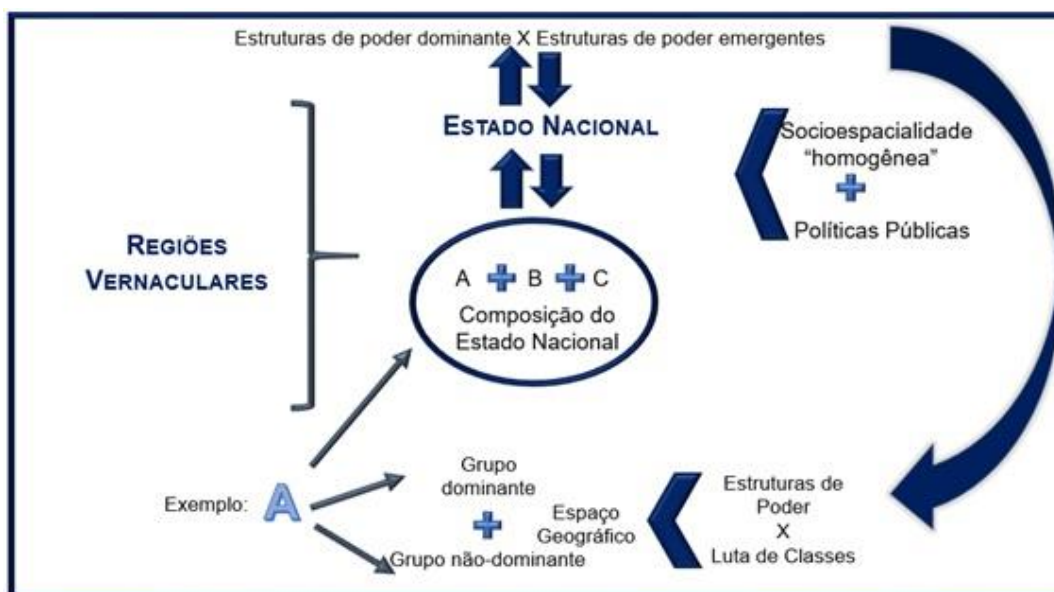 Estruturas de poder dominante X Estruturas de poder emergentes
ESTADO NACIONAL
Socioespacialidade
"homogênea"
Políticas Públicas
REGIÕES
VERNACULARES
A B C
Composição do
Estado Nacional
Exemplo: A
Grupo
dominante
Espaço
Geográfico
Grupo não-dominante
Estruturas de
Poder
X
Luta de Classes